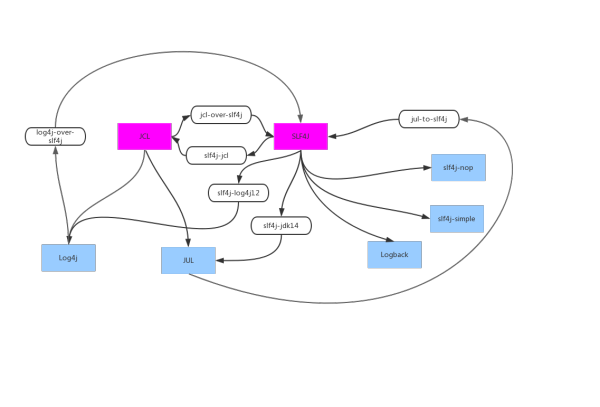 jcl-over-slf4j
jul-to-slf4j
log4j-over-
slf4j
JCL
SLF4J
slf4j-jcl
slf4j-nop
slf4j-log4j12
slf4j-simple
slf4j-jdk14
Log4j
JUL
Logback